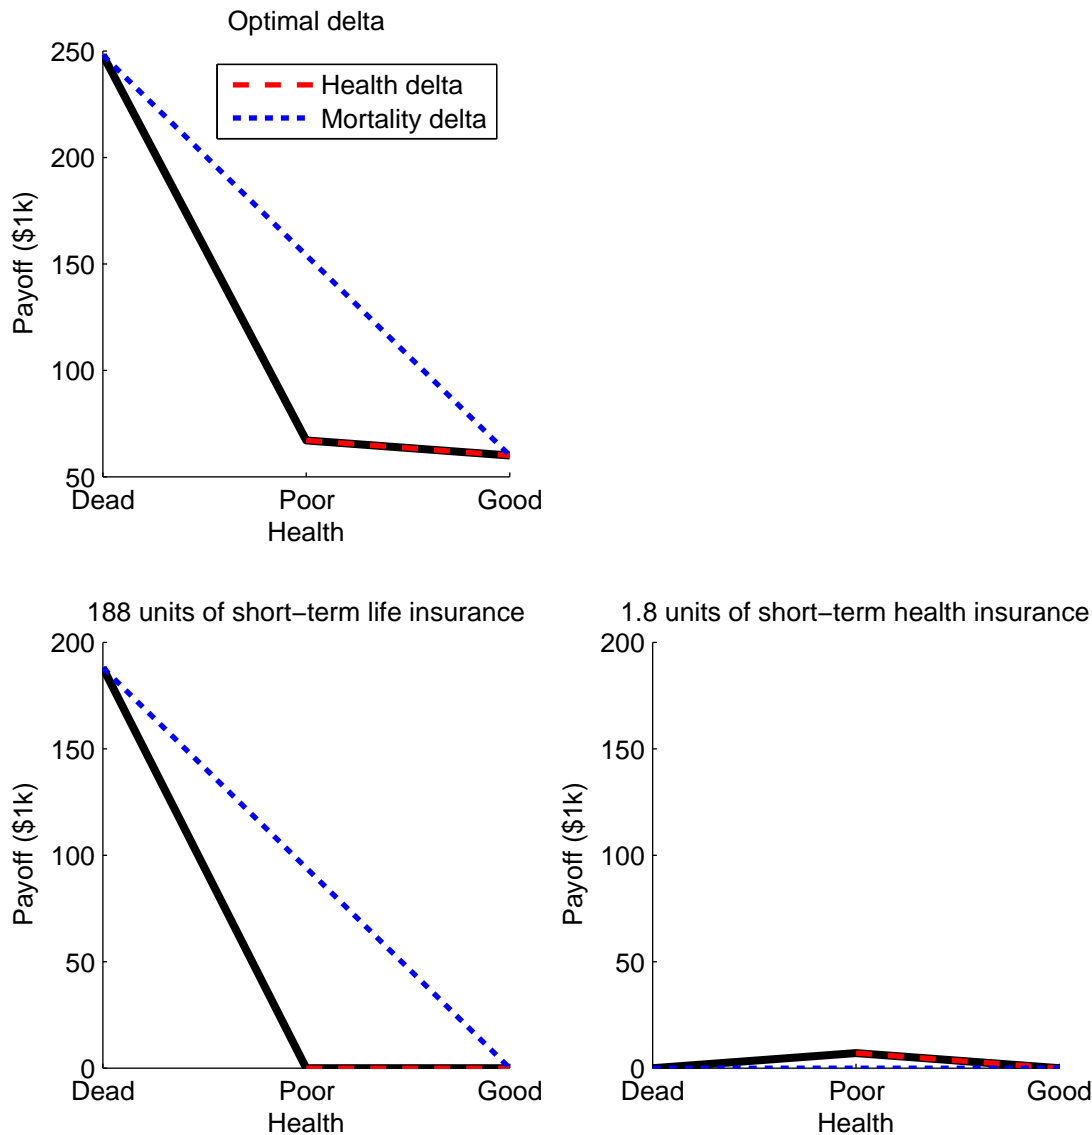 Optimal delta
Health delta
Mortality delta
250
200
150
100
50
Payoff ($1k)
Dead Poor Good
Health
188 units of short−term life insurance
200
150
100
50
0
Payoff ($1k)
Dead Poor Good
Health
1.8 units of short−term health insurance
200
150
100
50
0
Payoff ($1k)
Dead Poor Good
Health